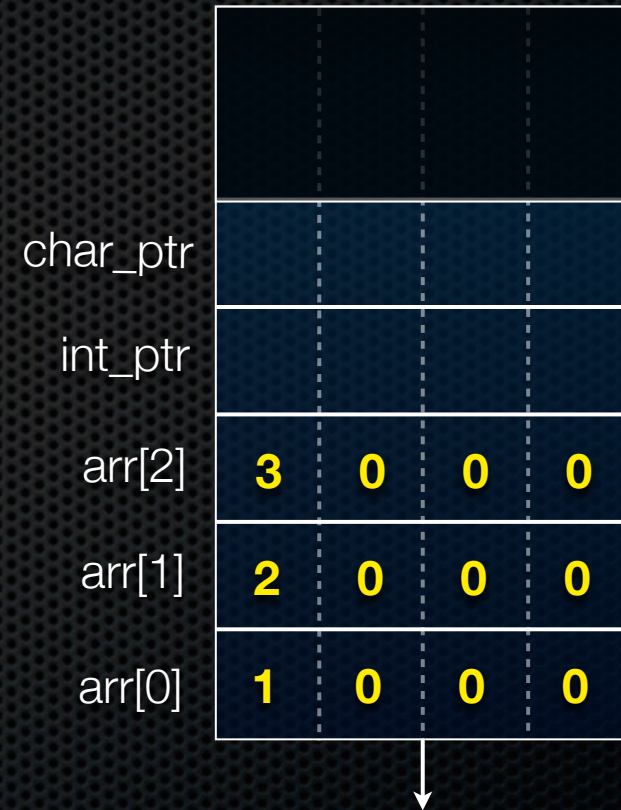 char_ptr
int_ptr
arr[2] 3 0 0 0
arr[1] 2 0 0 0
arr[0] 1 0 0 0